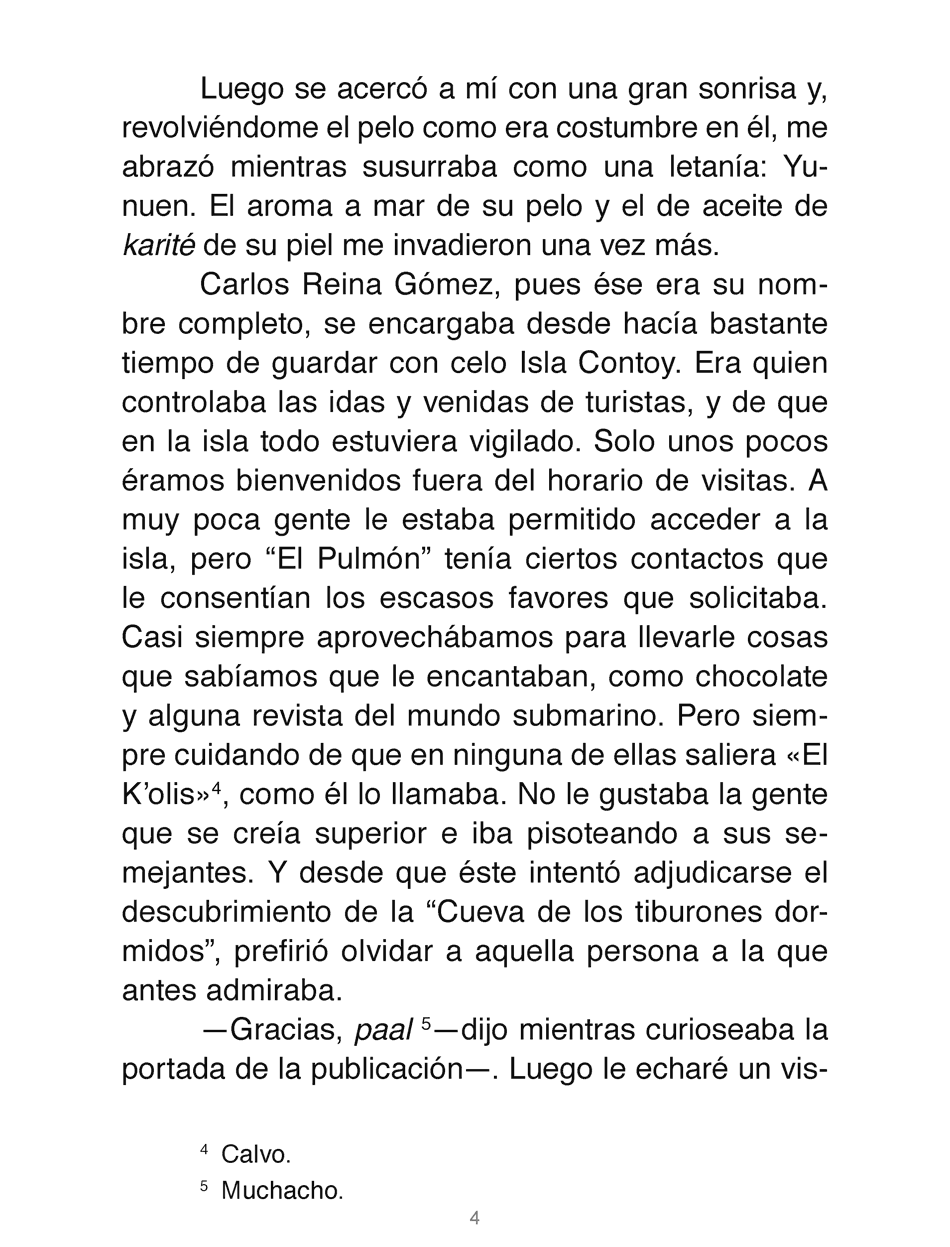 Luego se acercó a mí con una gran sonrisa y,
revolviéndome el pelo como era costumbre en él, me
abrazó mientras susurraba como una letanía: Yu-
nuen. El aroma a mar de su pelo y el de aceite de
karité de su piel me invadieron una vez más.
Carlos Reina Gómez, pues ése era su nom-
bre completo, se encargaba desde hacía bastante
tiempo de guardar con celo Isla Contoy. Era quien
controlaba las idas y venidas de turistas, y de que
en la isla todo estuviera vigilado. Solo unos pocos
éramos bienvenidos fuera del horario de visitas. A
muy poca gente le estaba permitido acceder a la
isla, pero “El Pulmón” tenía ciertos contactos que
le consentían los escasos favores que solicitaba.
Casi siempre aprovechábamos para llevarle cosas
que sabíamos que le encantaban, como chocolate
y alguna revista del mundo submarino. Pero siem-
pre cuidando de que en ninguna de ellas saliera «El
K’olis»⁴, como él lo llamaba. No le gustaba la gente
que se creía superior e iba pisoteando a sus se-
mejantes. Y desde que éste intentó adjudicarse el
descubrimiento de la “Cueva de los tiburones dor-
midos”, prefirió olvidar a aquella persona a la que
antes admiraba.
—Gracias, paal ⁵—dijo mientras curioseaba la
portada de la publicación—. Luego le echaré un vis-
⁴ Calvo.
⁵ Muchacho.
4